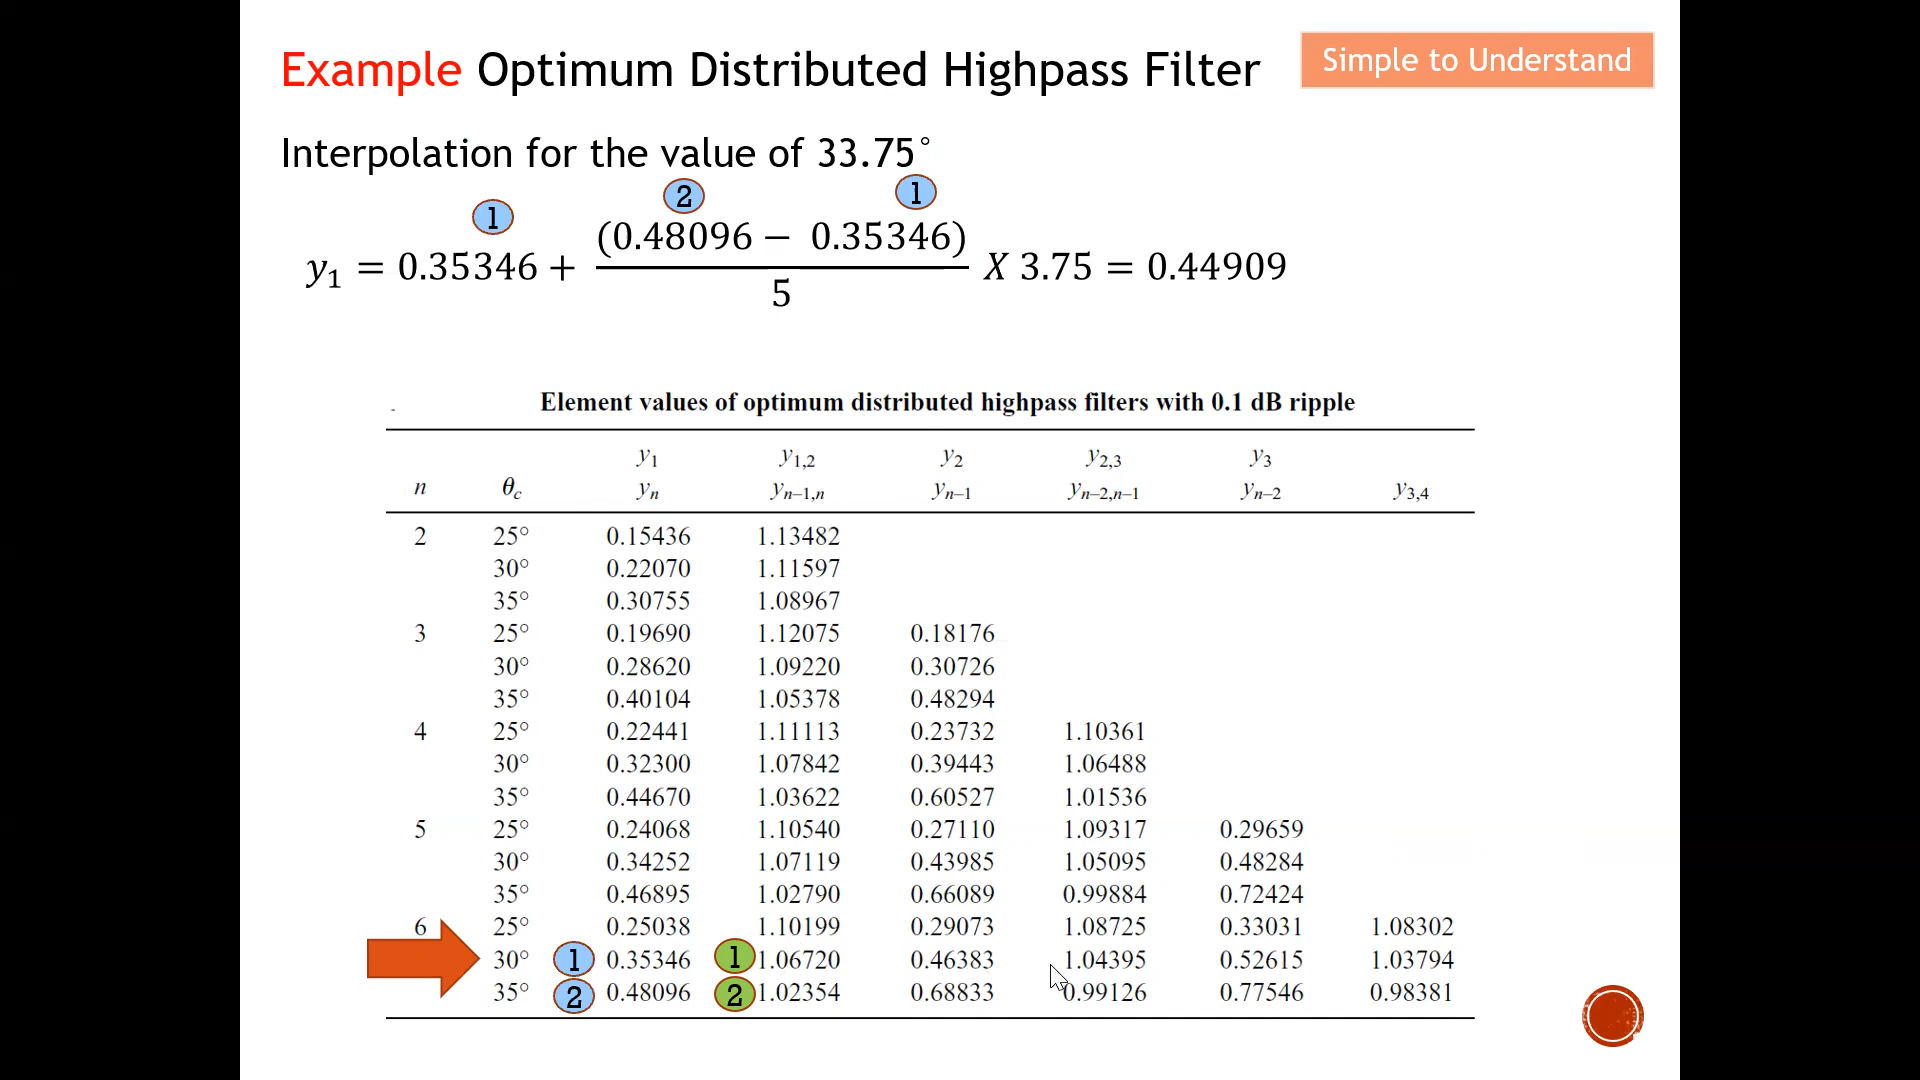 Example Optimum Distributed Highpass Filter
Simple to Understand
Interpolation for the value of 33.75°
1 2 1
y₁ = 0.35346 + (0.48096 − 0.35346) / 5 X 3.75 = 0.44909
Element values of optimum distributed highpass filters with 0.1 dB ripple
y₁ y₁,₂ y₂ y₂,₃ y₃
n θc yn yn–1,n yn–1 yn–2,n–1 yn–2 y₃,₄
2 25° 0.15436 1.13482
30° 0.22070 1.11597
35° 0.30755 1.08967
3 25° 0.19690 1.12075 0.18176
30° 0.28620 1.09220 0.30726
35° 0.40104 1.05378 0.48294
4 25° 0.22441 1.11113 0.23732 1.10361
30° 0.32300 1.07842 0.39443 1.06488
35° 0.44670 1.03622 0.60527 1.01536
5 25° 0.24068 1.10540 0.27110 1.09317 0.29659
30° 0.34252 1.07119 0.43985 1.05095 0.48284
35° 0.46895 1.02790 0.66089 0.99884 0.72424
6 25° 0.25038 1.10199 0.29073 1.08725 0.33031 1.08302
30° 1 0.35346 1 1.06720 0.46383 1.04395 0.52615 1.03794
35° 2 0.48096 2 1.02354 0.68833 0.99126 0.77546 0.98381